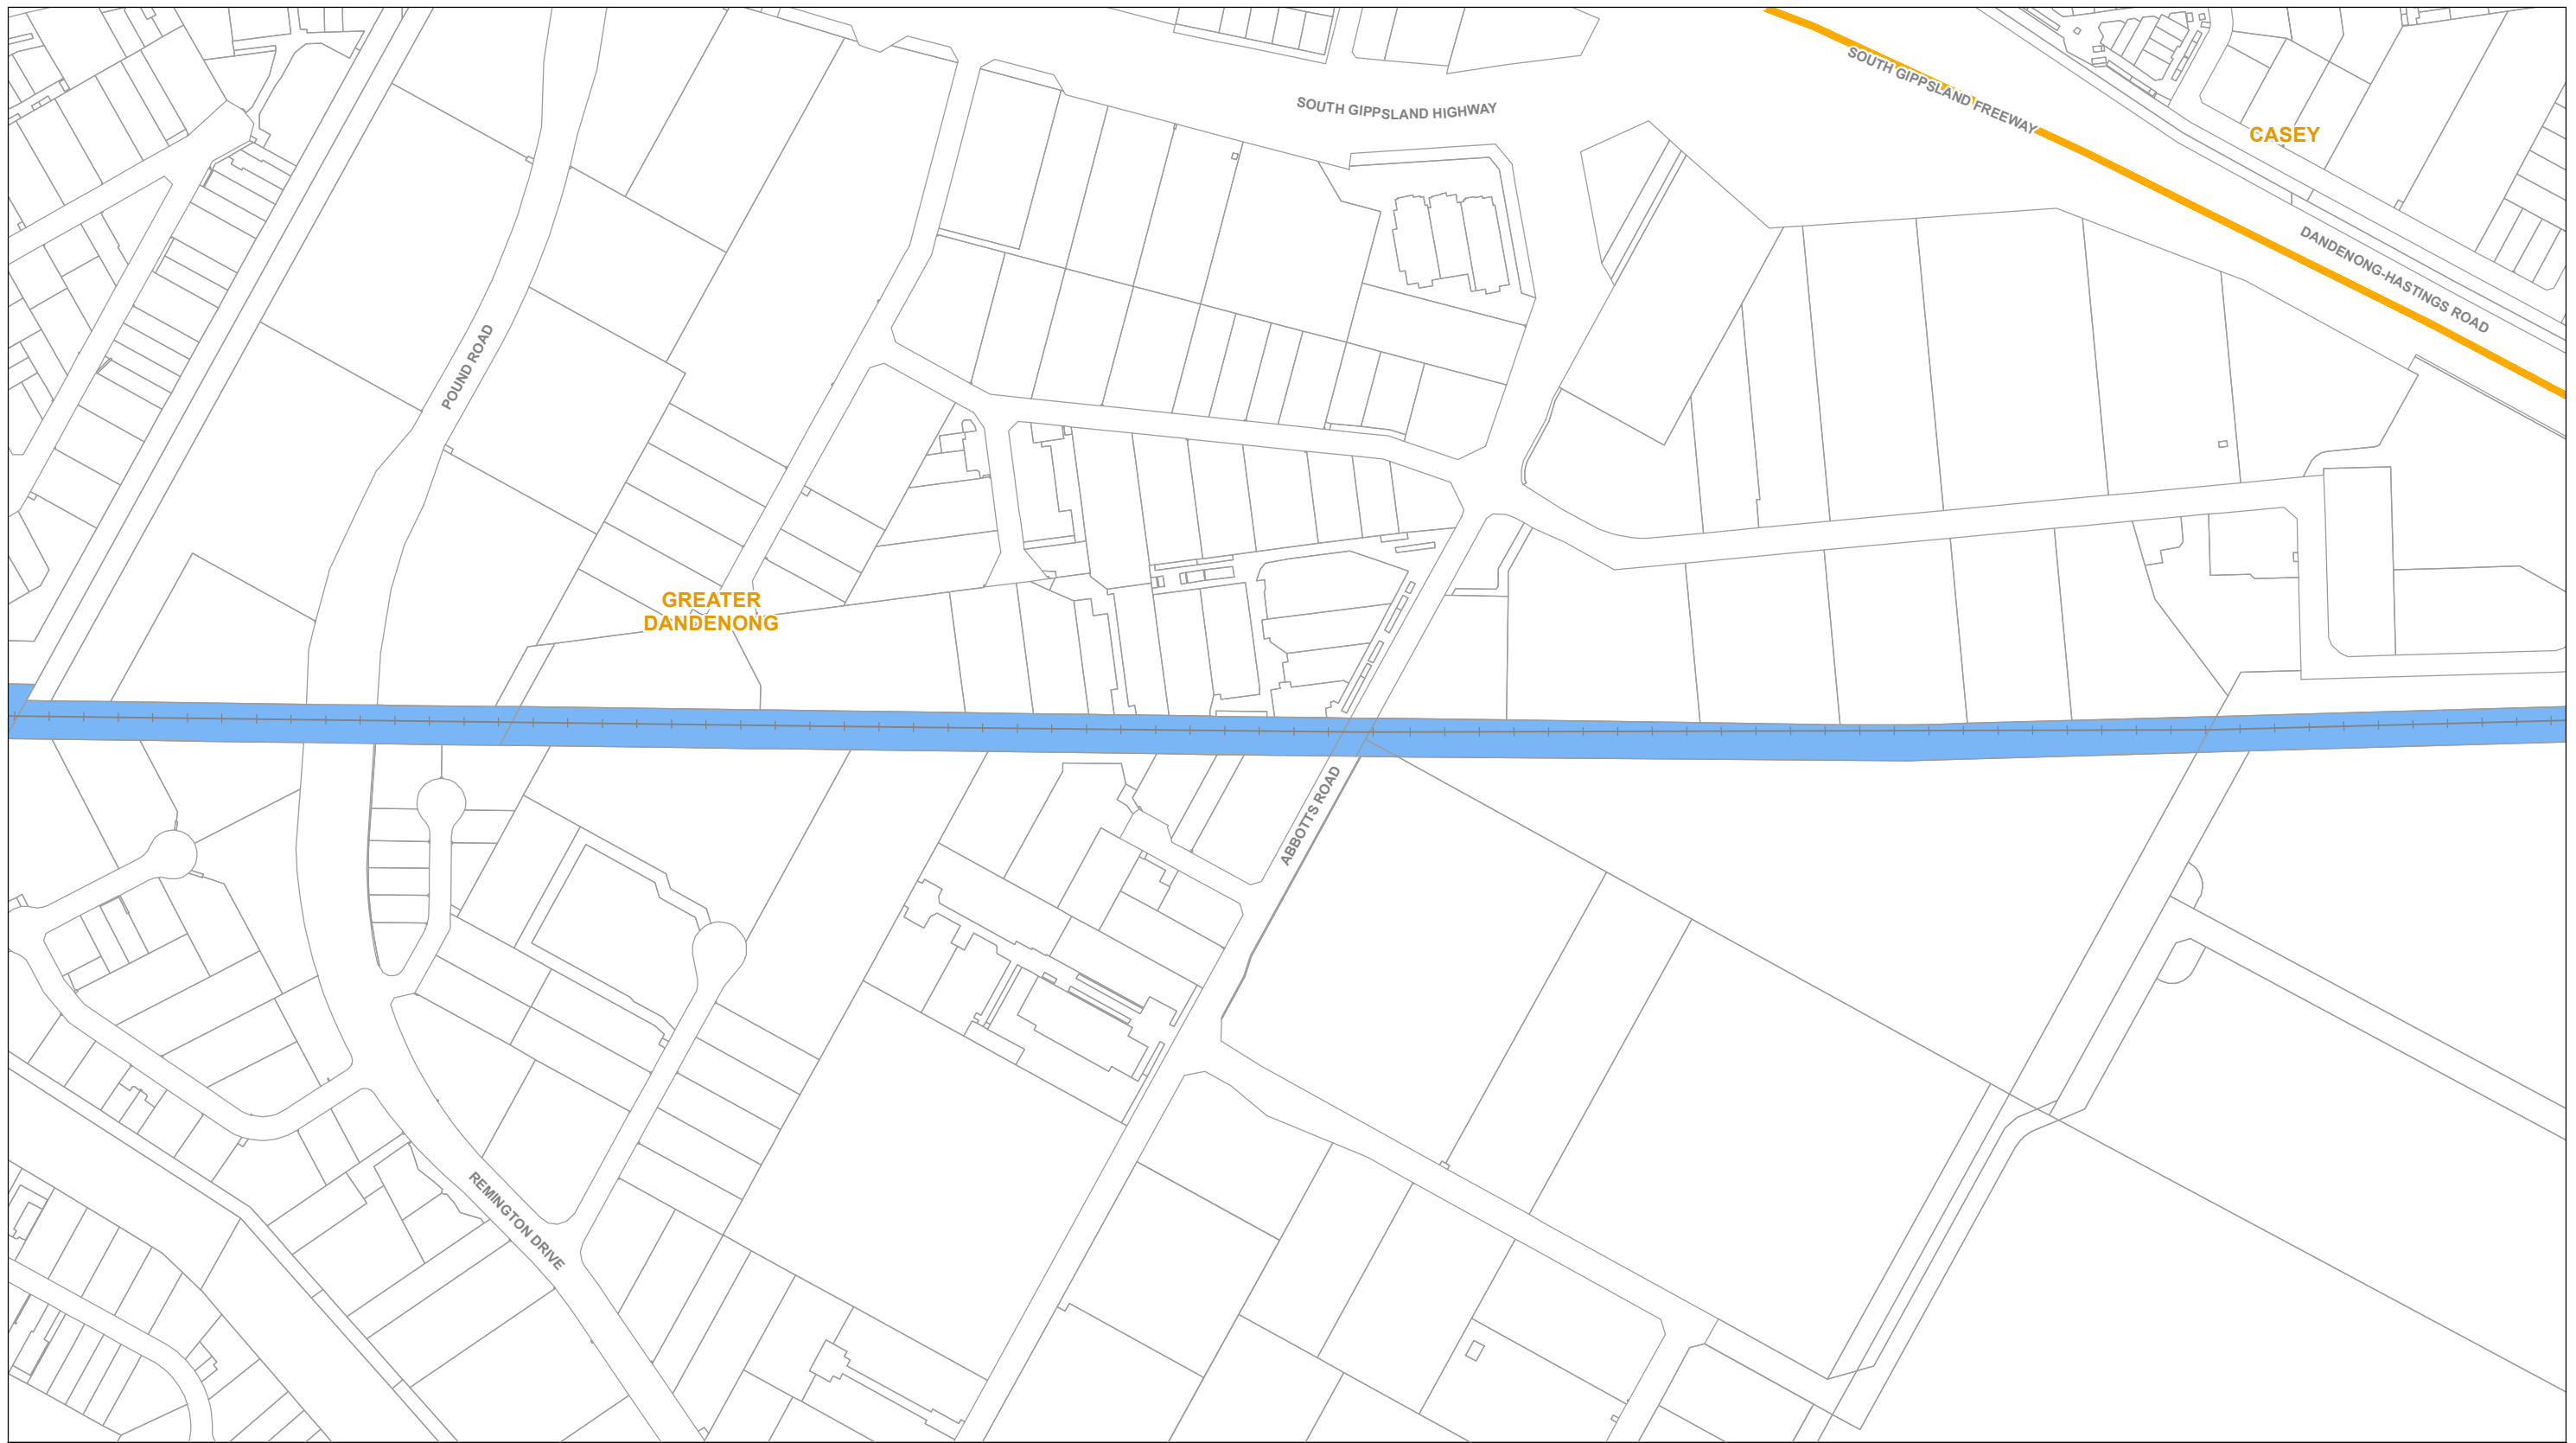 SOUTH GIPPSLAND FREEWAY
SOUTH GIPPSLAND HIGHWAY
CASEY
DANDENONG-HASTINGS ROAD
POUND ROAD
GREATER
DANDENONG
ABBOTTS ROAD
REMINGTON DRIVE